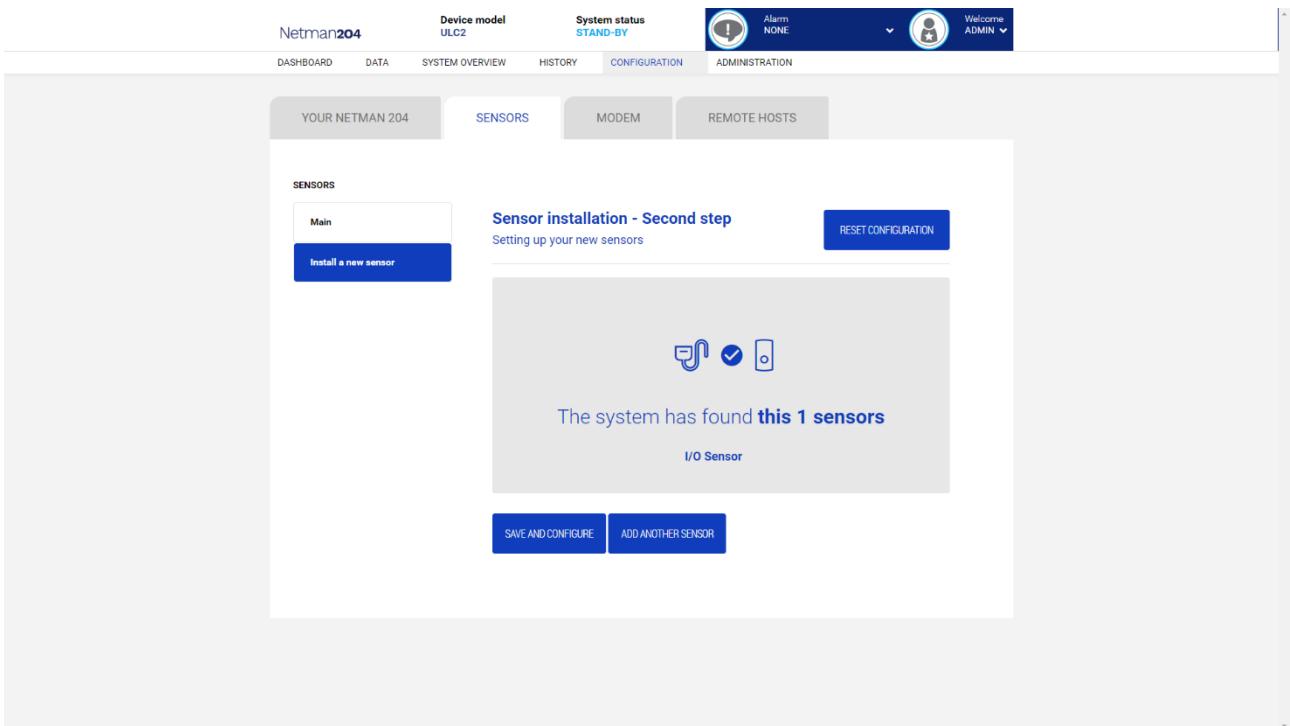 Netman204
Device model
ULC2
System status
STAND-BY
Alarm
NONE
Welcome
ADMIN
DASHBOARD DATA SYSTEM OVERVIEW HISTORY CONFIGURATION ADMINISTRATION
YOUR NETMAN 204 SENSORS MODEM REMOTE HOSTS
SENSORS
Main
Install a new sensor
Sensor installation - Second step
Setting up your new sensors
RESET CONFIGURATION
The system has found this 1 sensors
I/O Sensor
SAVE AND CONFIGURE ADD ANOTHER SENSOR